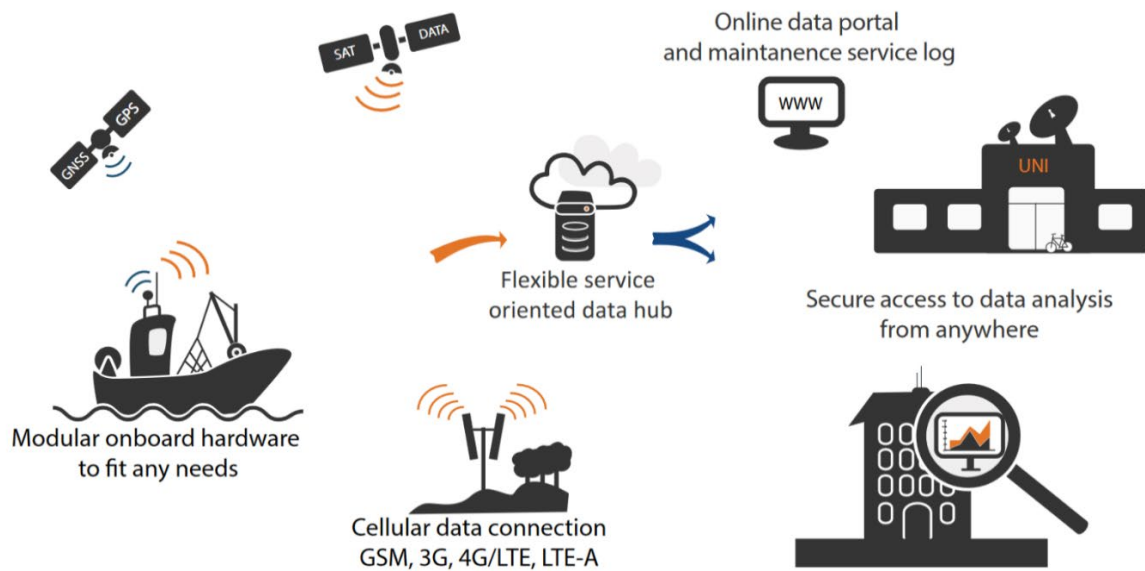 SAT DATA
Online data portal
and maintanence service log
WWW
GNSS GPS
UNI
Flexible service
oriented data hub
Secure access to data analysis
from anywhere
Modular onboard hardware
to fit any needs
Cellular data connection
GSM, 3G, 4G/LTE, LTE-A